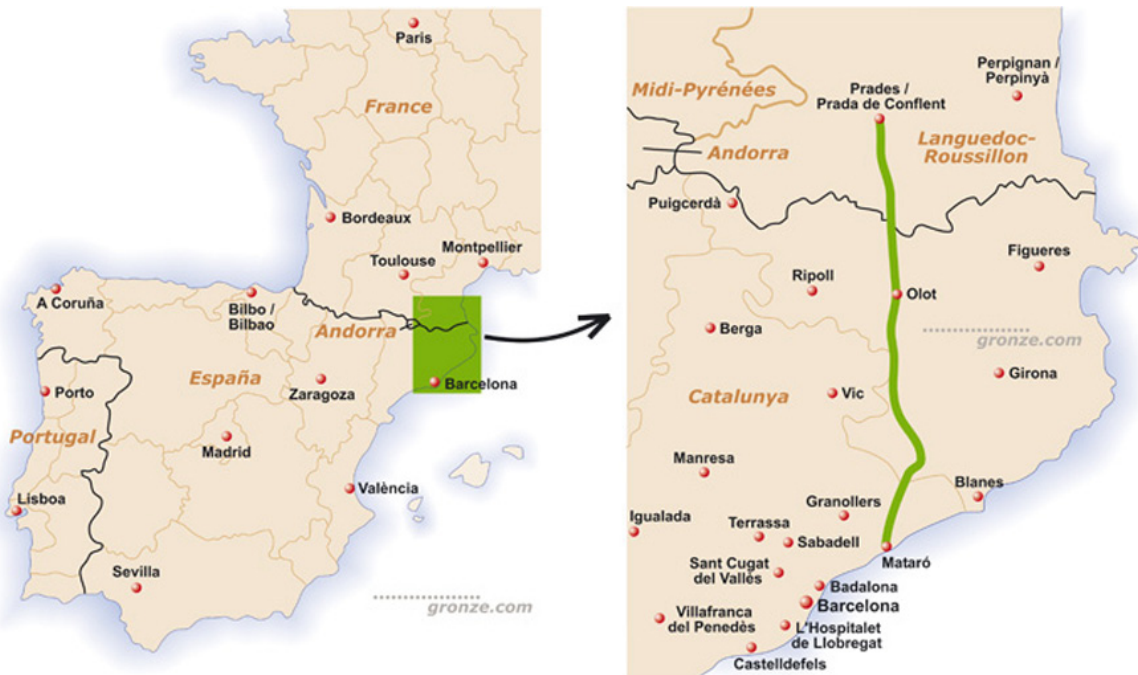 Paris
France
Bordeaux
Toulouse
Montpellier
A Coruña
Bilbo /
Bilbao
Andorra
Porto
España
Zaragoza
Barcelona
Portugal
Madrid
València
Lisboa
Sevilla
gronze.com
Perpignan /
Perpinyà
Midi-Pyrénées
Prades /
Prada de Conflent
Andorra
Languedoc-
Roussillon
Puigcerdà
Figueres
Ripoll
Olot
Berga
gronze.com
Girona
Catalunya
Vic
Manresa
Blanes
Granollers
Igualada
Terrassa
Sabadell
Mataró
Sant Cugat
del Vallès
Badalona
Barcelona
Villafranca
del Penedès
L'Hospitalet
de Llobregat
Castelldefels